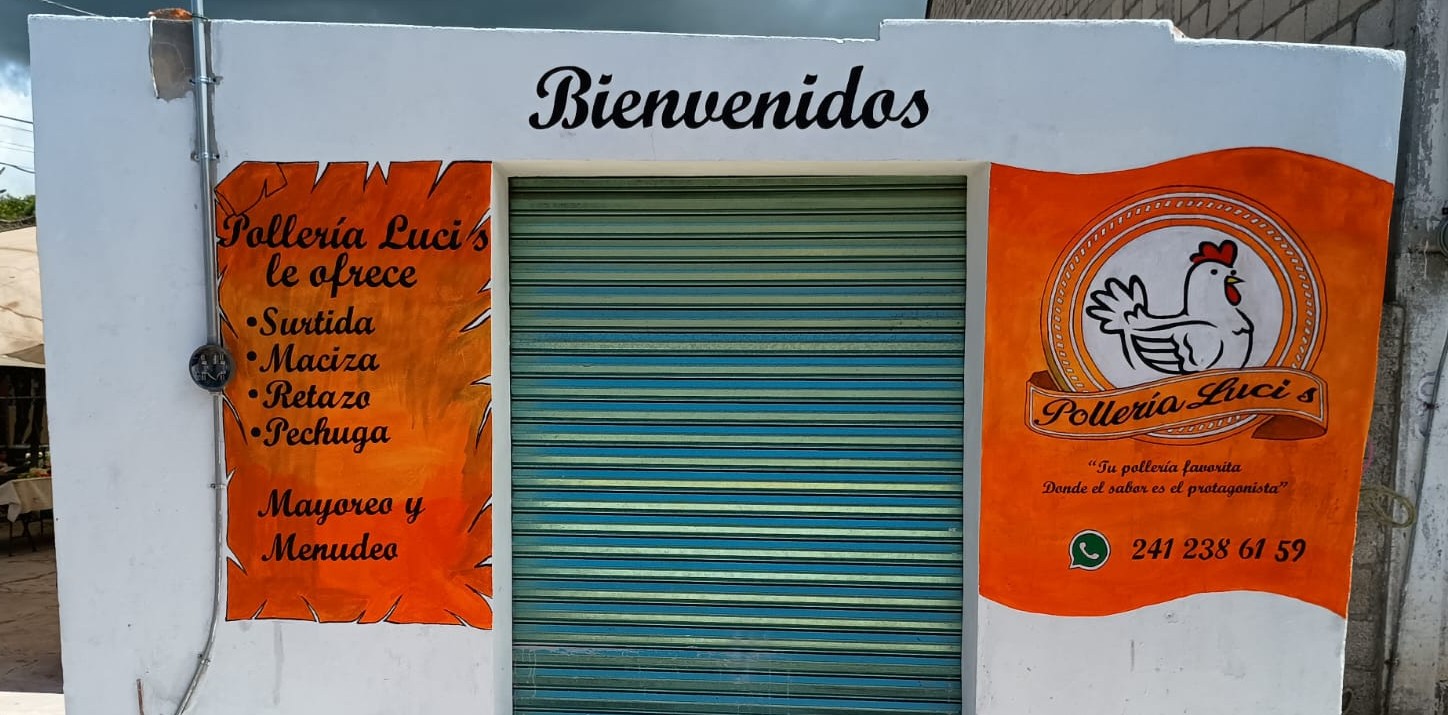 Bienvenidos
Pollería Luci´s
le ofrece
•Surtida
•Maciza
•Retazo
•Pechuga
Mayoreo y
Menudeo
Pollería Luci s
“Tu pollería favorita
Donde el sabor es el protagonista”
241 238 61 59